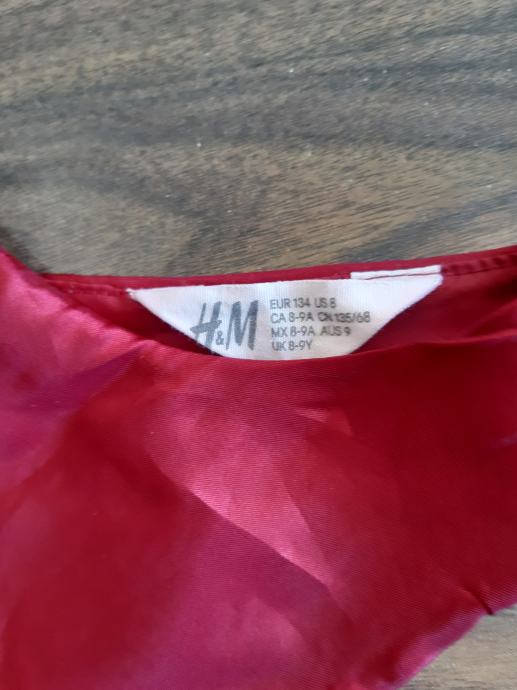 H&M
EUR 134 US 8
CA 8-9A CN 135/68
MX 8-9A AUS 9
UK 8-9Y